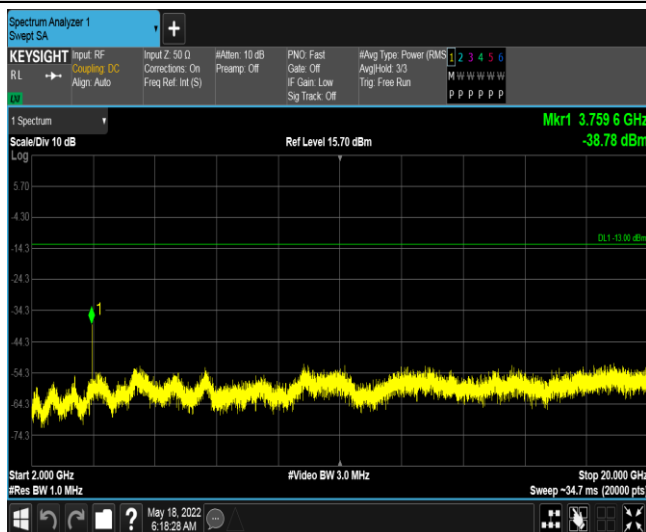 Spectrum Analyzer 1
Swept SA
+
KEYSIGHT Input: RF Input Z: 50 Ω #Atten: 10 dB PNO: Fast #Avg Type: Power (RMS 1 2 3 4 5 6
RL Coupling: DC Corrections: On Preamp: Off Gate: Off Avg|Hold: 3/3 M W W W W W
Align: Auto Freq Ref: Int (S) IF Gain: Low Trig: Free Run
Sig Track: Off P P P P P P
1 Spectrum Mkr1 3.759 6 GHz
Scale/Div 10 dB Ref Level 15.70 dBm -38.78 dBm
Log
5.70
-4.30
DL1 -13.00 dBm
-14.3
-24.3
-34.3
1
-44.3
-54.3
-64.3
-74.3
Start 2.000 GHz #Video BW 3.0 MHz Stop 20.000 GHz
#Res BW 1.0 MHz Sweep ~34.7 ms (20000 pts)
? May 18, 2022
6:18:28 AM